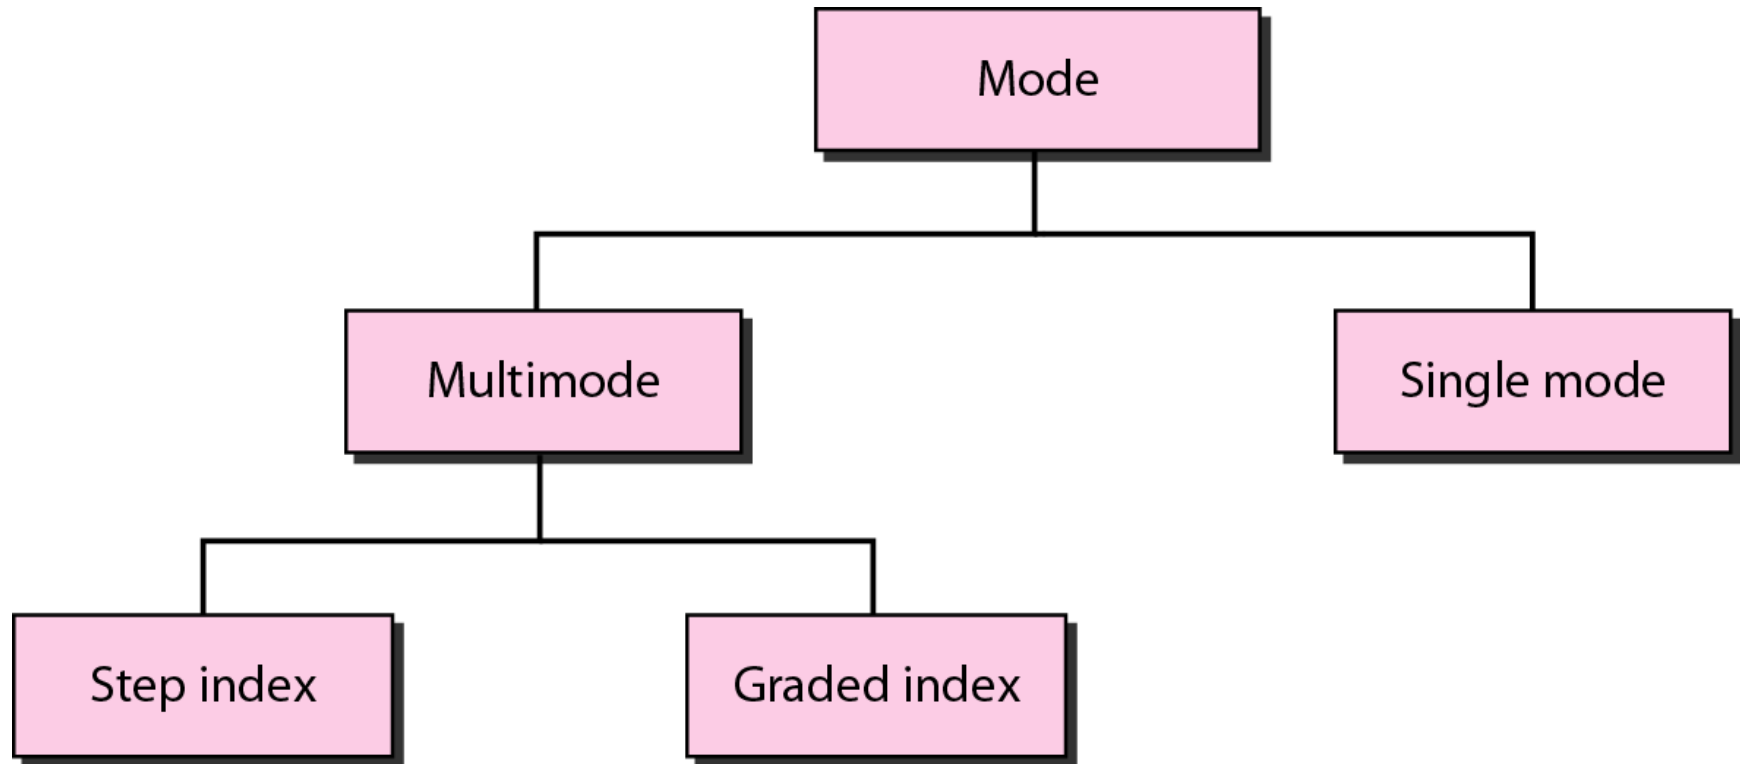 Mode
Multimode
Single mode
Step index
Graded index